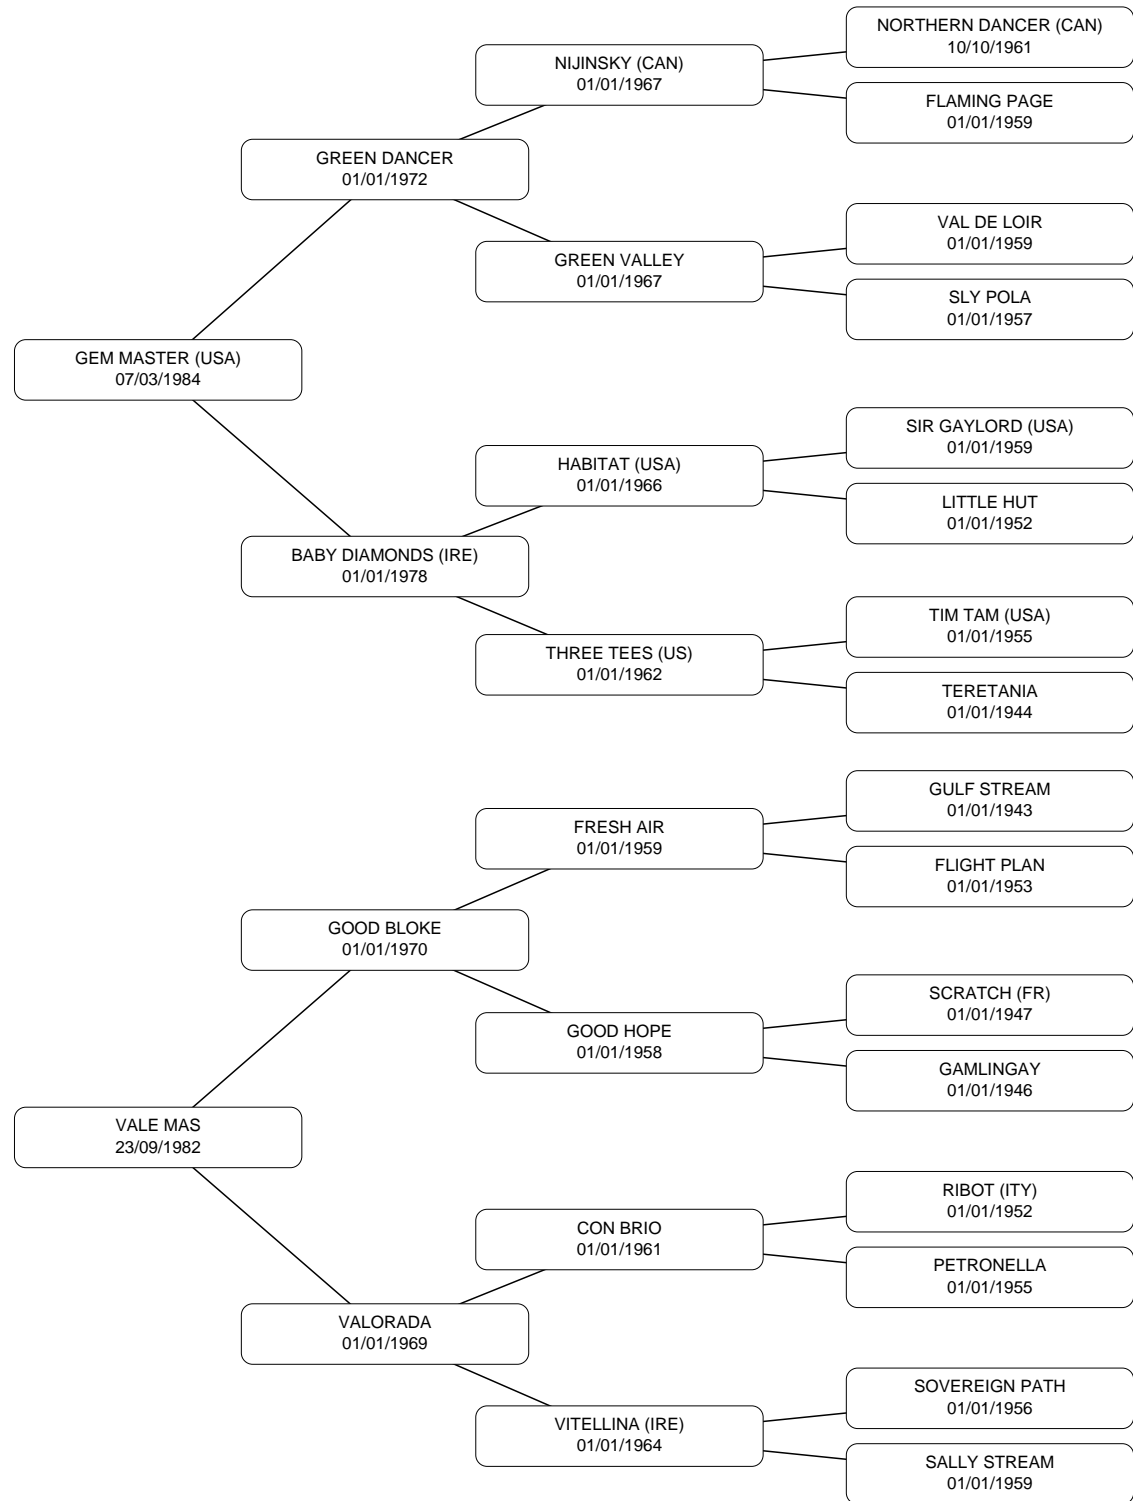 NORTHERN DANCER (CAN)
10/10/1961
NIJINSKY (CAN)
01/01/1967
FLAMING PAGE
01/01/1959
GREEN DANCER
01/01/1972
VAL DE LOIR
01/01/1959
GREEN VALLEY
01/01/1967
SLY POLA
01/01/1957
GEM MASTER (USA)
07/03/1984
SIR GAYLORD (USA)
01/01/1959
HABITAT (USA)
01/01/1966
LITTLE HUT
01/01/1952
BABY DIAMONDS (IRE)
01/01/1978
TIM TAM (USA)
01/01/1955
THREE TEES (US)
01/01/1962
TERETANIA
01/01/1944
GULF STREAM
01/01/1943
FRESH AIR
01/01/1959
FLIGHT PLAN
01/01/1953
GOOD BLOKE
01/01/1970
SCRATCH (FR)
01/01/1947
GOOD HOPE
01/01/1958
GAMLINGAY
01/01/1946
VALE MAS
23/09/1982
RIBOT (ITY)
01/01/1952
CON BRIO
01/01/1961
PETRONELLA
01/01/1955
VALORADA
01/01/1969
SOVEREIGN PATH
01/01/1956
VITELLINA (IRE)
01/01/1964
SALLY STREAM
01/01/1959